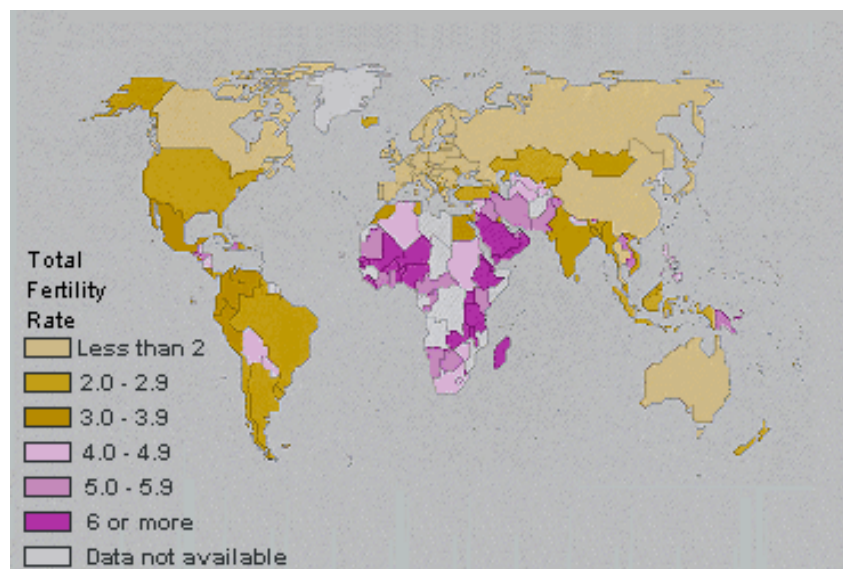 Total
Fertility
Rate
Less than 2
2.0 - 2.9
3.0 - 3.9
4.0 - 4.9
5.0 - 5.9
6 or more
Data not available